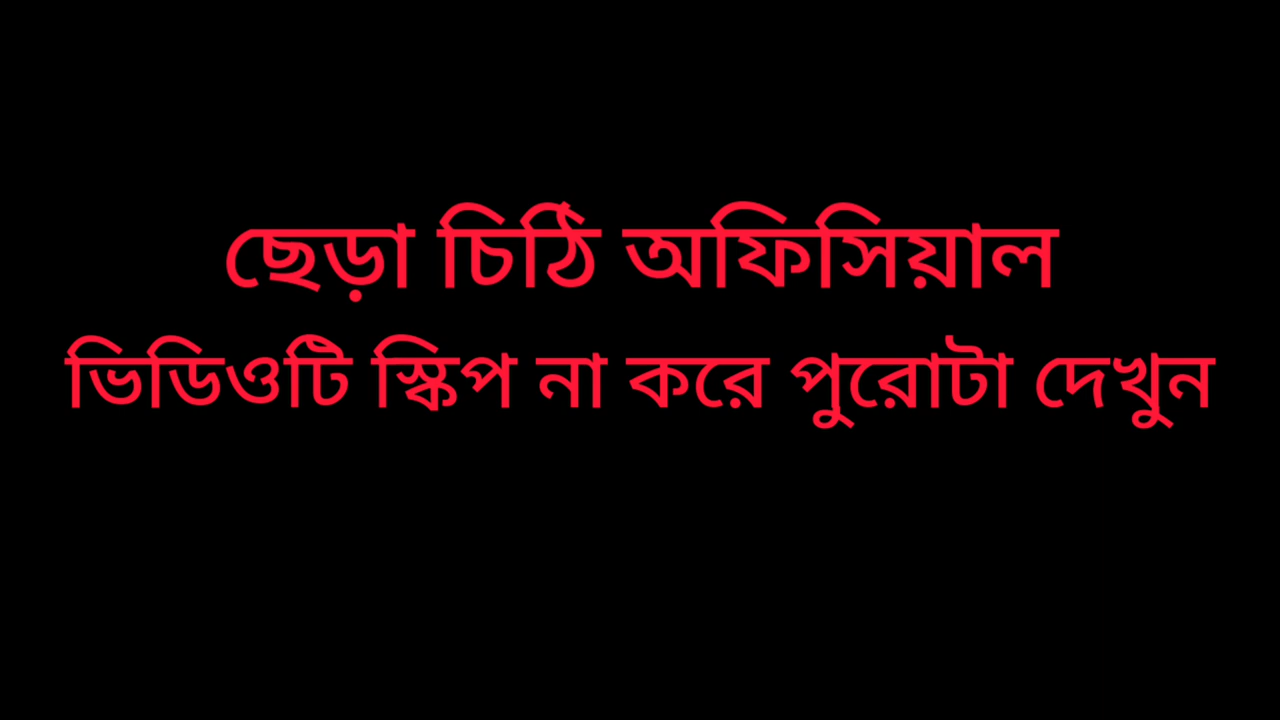 ছেড়া চিঠি অফিসিয়াল
ভিডিওটি স্কিপ না করে পুরোটা দেখুন